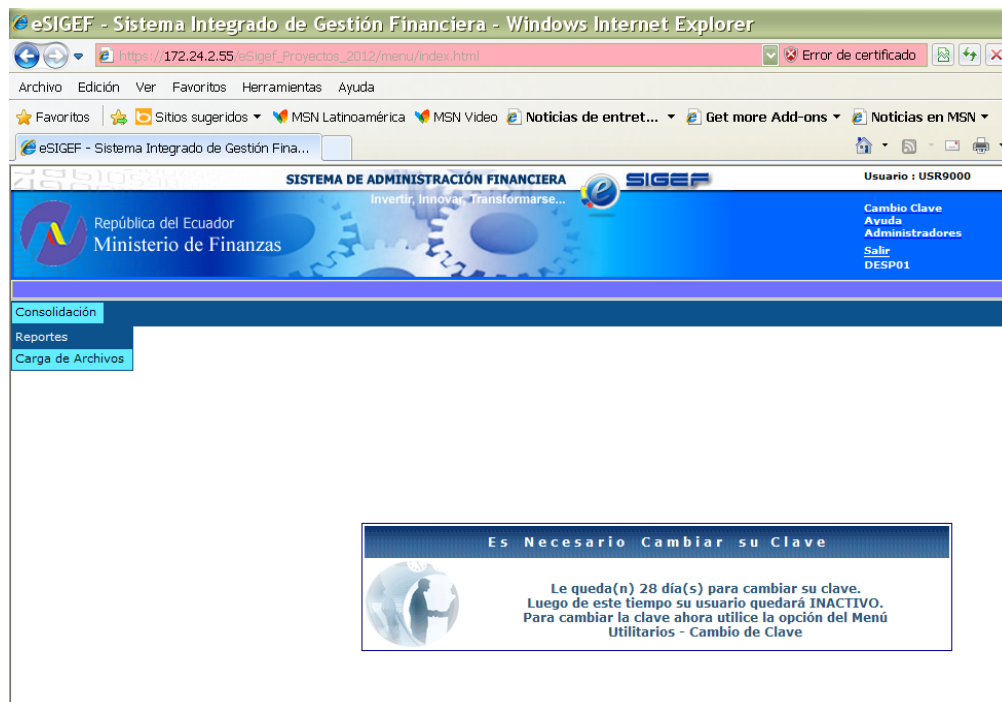 eSIGEF - Sistema Integrado de Gestión Financiera - Windows Internet Explorer
https://172.24.2.55/eSigef_Proyectos_2012/menu/index.html Error de certificado
Archivo Edición Ver Favoritos Herramientas Ayuda
Favoritos Sitios sugeridos MSN Latinoamérica MSN Video Noticias de entret... Get more Add-ons Noticias en MSN
eSIGEF - Sistema Integrado de Gestión Fina...
SISTEMA DE ADMINISTRACIÓN FINANCIERA e SIGEF Usuario : USR9000
Invertir, Innovar, Transformarse...
Cambio Clave
República del Ecuador Ayuda
Ministerio de Finanzas Administradores
Salir
DESP01
Consolidación
Reportes
Carga de Archivos
Es Necesario Cambiar su Clave
Le queda(n) 28 día(s) para cambiar su clave.
Luego de este tiempo su usuario quedará INACTIVO.
Para cambiar la clave ahora utilice la opción del Menú
Utilitarios - Cambio de Clave